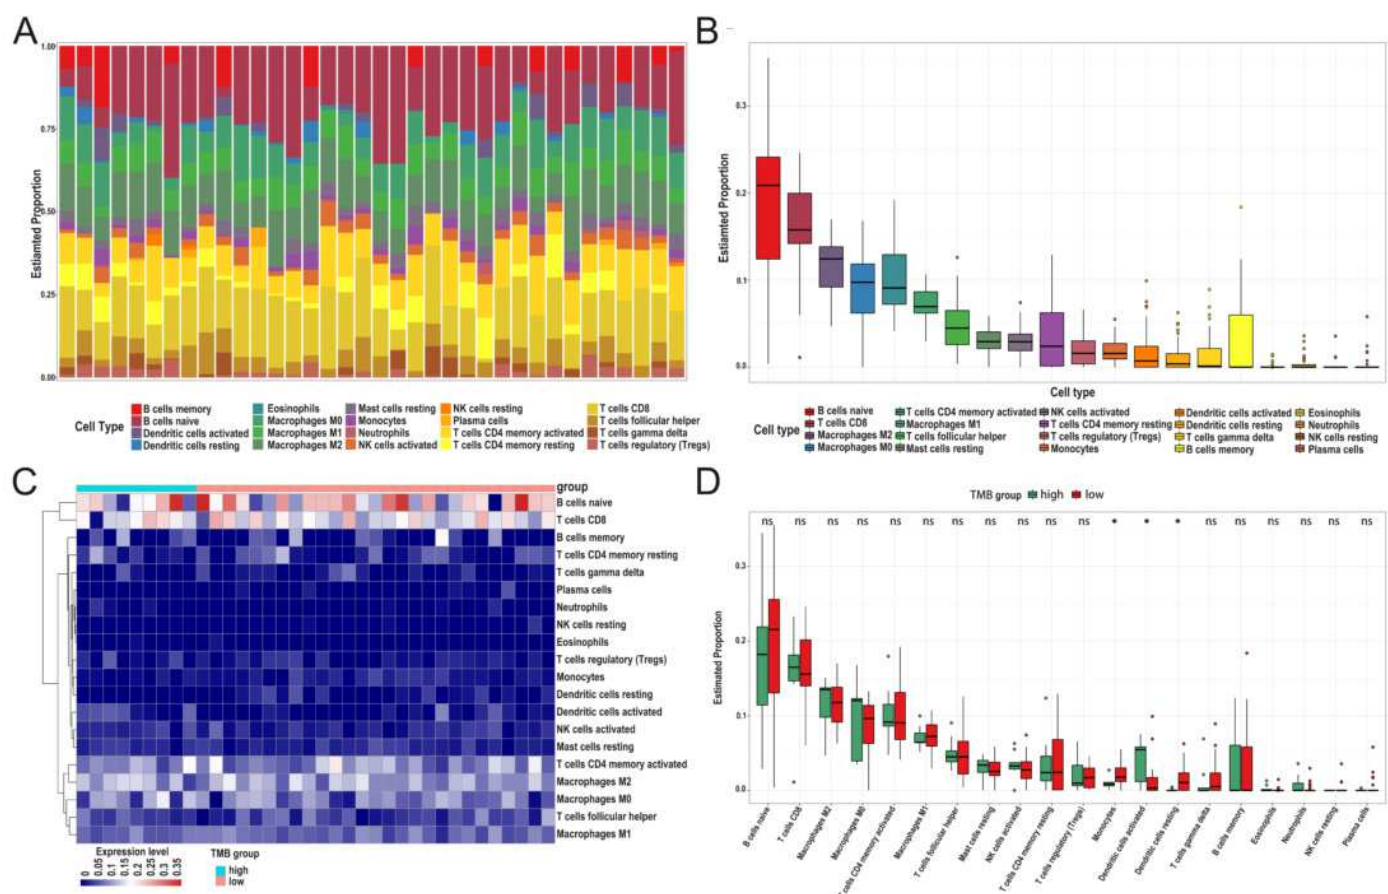 A
1.00
0.75
0.50
0.25
0.00
Estiamted Proportion
Cell Type
B cells memory
B cells naive
Dendritic cells activated
Dendritic cells resting
Eosinophils
Macrophages M0
Macrophages M1
Macrophages M2
Mast cells resting
Monocytes
Neutrophils
NK cells activated
NK cells resting
Plasma cells
T cells CD4 memory activated
T cells CD4 memory resting
T cells CD8
T cells follicular helper
T cells gamma delta
T cells regulatory (Tregs)
B
0.3
0.2
0.1
0.0
Estiamted Proportion
Cell type
Cell type
B cells naive
T cells CD8
Macrophages M2
Macrophages M0
T cells CD4 memory activated
Macrophages M1
T cells follicular helper
Mast cells resting
NK cells activated
T cells CD4 memory resting
T cells regulatory (Tregs)
Monocytes
Dendritic cells activated
Dendritic cells resting
T cells gamma delta
B cells memory
Eosinophils
Neutrophils
NK cells resting
Plasma cells
C
group
B cells naive
T cells CD8
B cells memory
T cells CD4 memory resting
T cells gamma delta
Plasma cells
Neutrophils
NK cells resting
Eosinophils
T cells regulatory (Tregs)
Monocytes
Dendritic cells resting
Dendritic cells activated
NK cells activated
Mast cells resting
T cells CD4 memory activated
Macrophages M2
Macrophages M0
T cells follicular helper
Macrophages M1
Expression level
0 0.05 0.1 0.15 0.2 0.25 0.3 0.35
TMB group
high
low
D
TMB group high low
ns ns ns ns ns ns ns ns ns ns ns * * * ns ns ns ns ns ns
0.3
0.2
0.1
0.0
Estimated Proportion
B cells naive
T cells CD8
Macrophages M2
Macrophages M0
T cells CD4 memory activated
Macrophages M1
T cells follicular helper
Mast cells resting
NK cells activated
T cells CD4 memory resting
T cells regulatory (Tregs)
Monocytes
Dendritic cells activated
Dendritic cells resting
T cells gamma delta
B cells memory
Eosinophils
Neutrophils
NK cells resting
Plasma cells